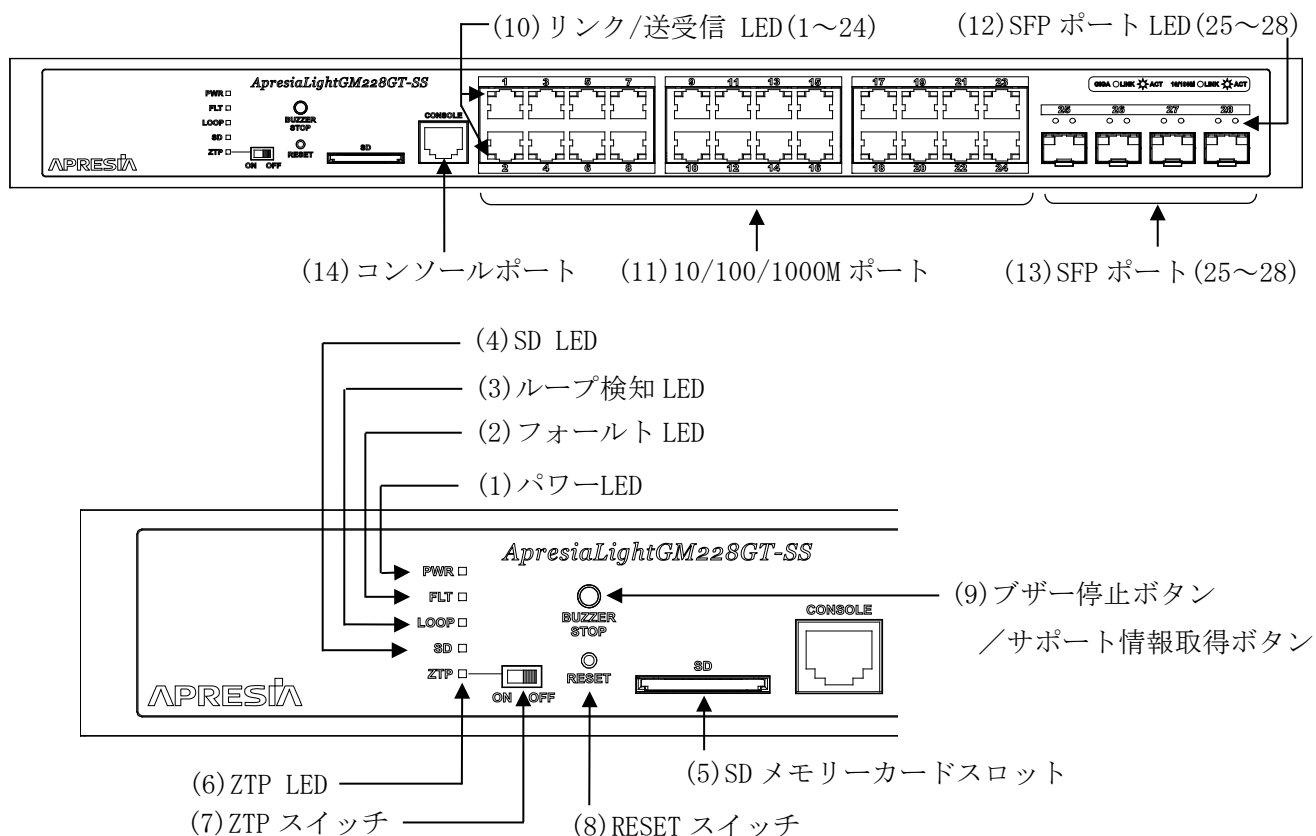 (10)リンク/送受信 LED(1～24)
(12)SFP ポート LED(25～28)
ApresiaLightGM228GT-SS
PWR
FLT
LOOP
SD
ZTP
ON OFF
BUZZER
STOP
RESET
SD
CONSOLE
APRESIA
1 3 5 7 9 11 13 15 17 19 21 23
2 4 6 8 10 12 14 16 18 20 22 24
GIGA LINK ACT 10/100M LINK ACT
25 26 27 28
(14)コンソールポート
(11)10/100/1000M ポート
(13)SFP ポート(25～28)
(4)SD LED
(3)ループ検知 LED
(2)フォールト LED
(1)パワーLED
ApresiaLightGM228GT-SS
PWR
FLT
LOOP
SD
ZTP
ON OFF
BUZZER
STOP
RESET
SD
CONSOLE
APRESIA
(9)ブザー停止ボタン
／サポート情報取得ボタン
(5)SD メモリーカードスロット
(6)ZTP LED
(7)ZTP スイッチ
(8)RESET スイッチ